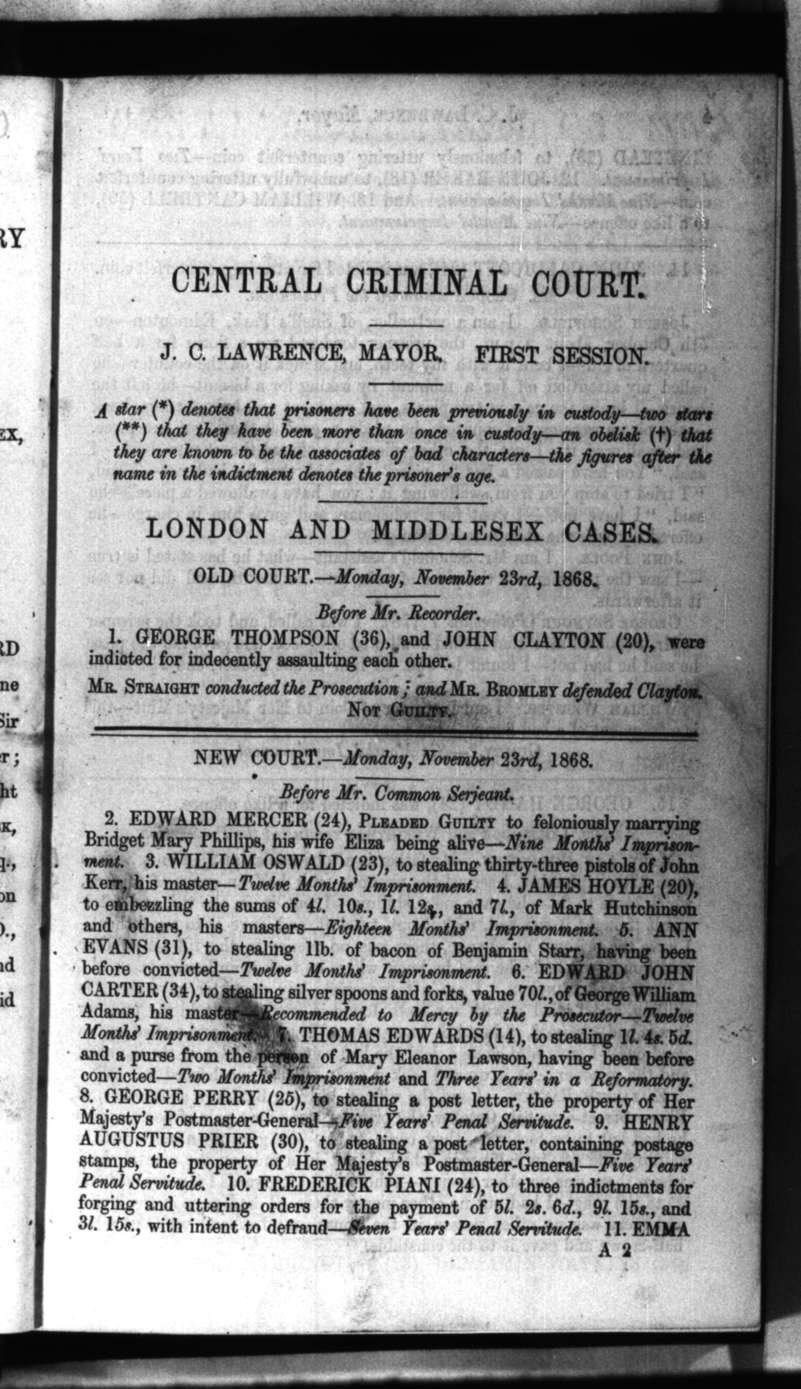 CENTRAL CRIMINAL COURT.
J. C. LAWRENCE, MAYOR. FIRST SESSION.
A star (*) denotes that prisoners have been previously in custody—two stars
(**) that they have been more than once in custody—an obelisk (†) that
they are known to be the associates of bad characters—the figures after the
name in the indictment denotes the prisoner's age.
LONDON AND MIDDLESEX CASES.
OLD COURT.—Monday, November 23rd, 1868.
Before Mr. Recorder.
1. GEORGE THOMPSON (36), and JOHN CLAYTON (20), were
indicted for indecently assaulting each other.
MR. STRAIGHT conducted the Prosecution; and MR. BROMLEY defended Clayton.
NOT GUILTY.
NEW COURT.—Monday, November 23rd, 1868.
Before Mr. Common Serjeant.
2. EDWARD MERCER (24), PLEADED GUILTY to feloniously marrying
Bridget Mary Phillips, his wife Eliza being alive—Nine Months' Imprison-
ment. 3. WILLIAM OSWALD (23), to stealing thirty-three pistols of John
Kerr, his master—Twelve Months' Imprisonment. 4. JAMES HOYLE (20),
to embezzling the sums of 4l. 10s., 1l. 12s., and 7l., of Mark Hutchinson
and others, his masters—Eighteen Months' Imprisonment. 5. ANN
EVANS (31), to stealing 1lb. of bacon of Benjamin Starr, having been
before convicted—Twelve Months' Imprisonment. 6. EDWARD JOHN
CARTER (34), to stealing silver spoons and forks, value 70l., of George William
Adams, his master—Recommended to Mercy by the Prosecutor—Twelve
Months' Imprisonment. 7. THOMAS EDWARDS (14), to stealing 1l. 4s. 5d.
and a purse from the person of Mary Eleanor Lawson, having been before
convicted—Two Months' Imprisonment and Three Years' in a Reformatory.
8. GEORGE PERRY (25), to stealing a post letter, the property of Her
Majesty's Postmaster-General—Five Years' Penal Servitude. 9. HENRY
AUGUSTUS PRIER (30), to stealing a post letter, containing postage
stamps, the property of Her Majesty's Postmaster-General—Five Years'
Penal Servitude. 10. FREDERICK PIANI (24), to three indictments for
forging and uttering orders for the payment of 5l. 2s. 6d., 9l. 15s., and
3l. 15s., with intent to defraud—Seven Years' Penal Servitude. 11. EMMA
A 2